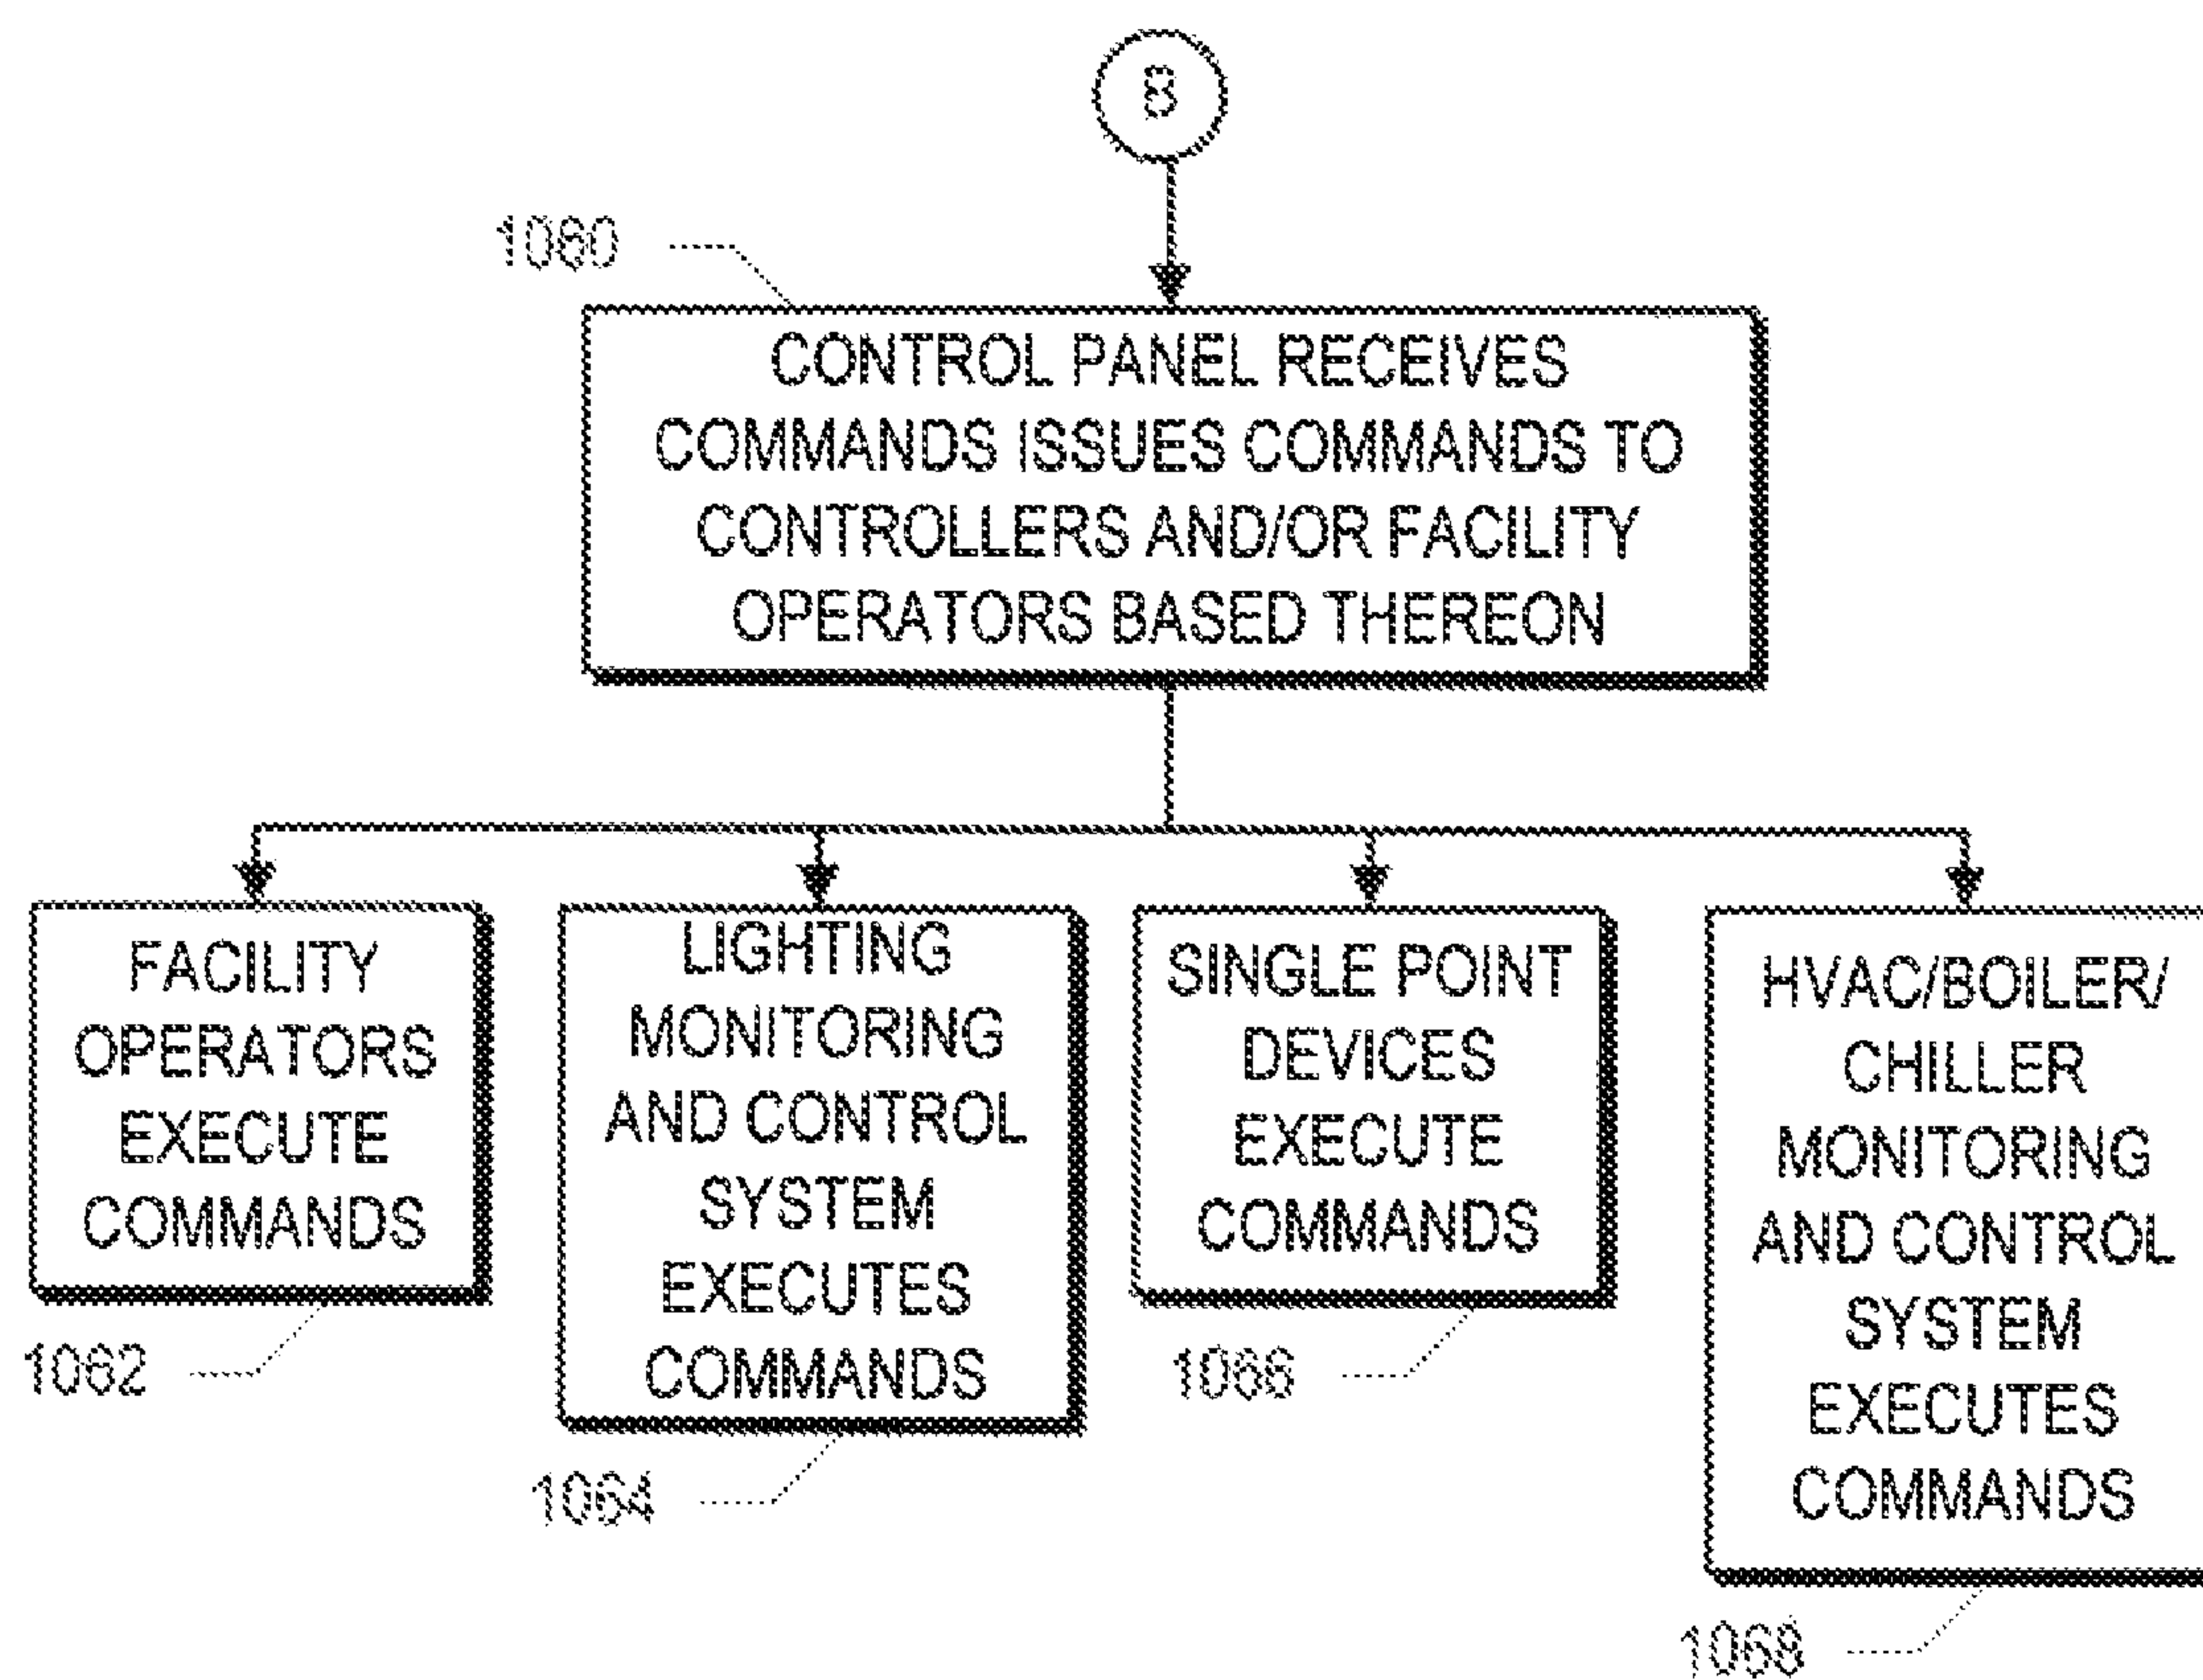 B
1060
CONTROL PANEL RECEIVES
COMMANDS ISSUES COMMANDS TO
CONTROLLERS AND/OR FACILITY
OPERATORS BASED THEREON
FACILITY
OPERATORS
EXECUTE
COMMANDS
1062
LIGHTING
MONITORING
AND CONTROL
SYSTEM
EXECUTES
COMMANDS
1064
SINGLE POINT
DEVICES
EXECUTE
COMMANDS
1066
HVAC/BOILER/
CHILLER
MONITORING
AND CONTROL
SYSTEM
EXECUTES
COMMANDS
1068